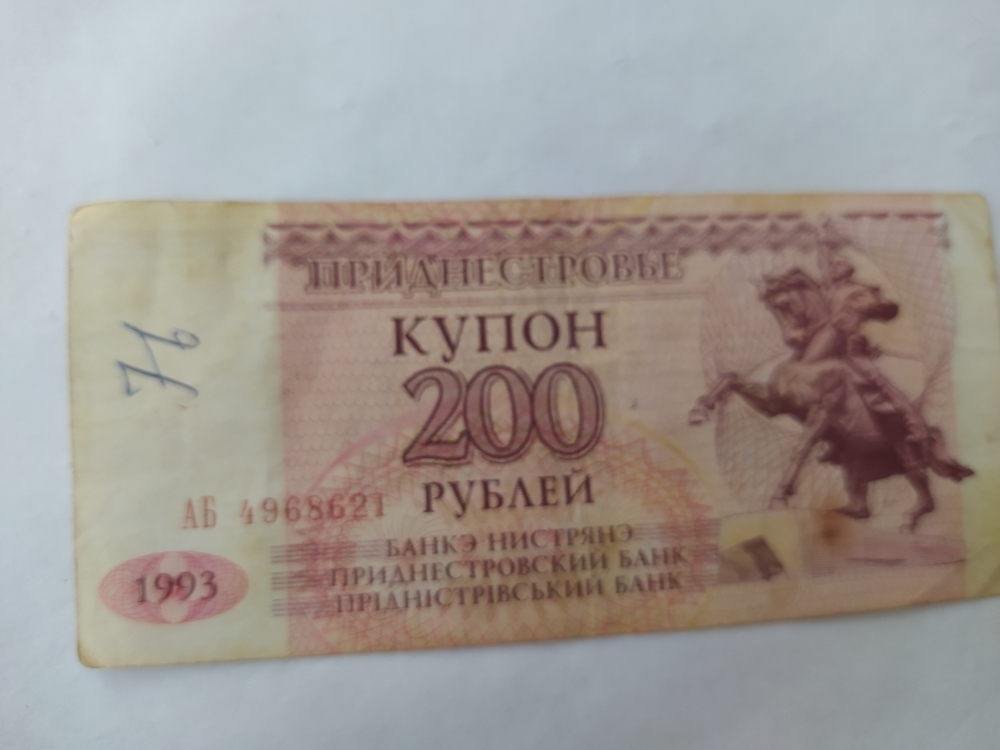 ПРИДНЕСТРОВЬЕ
КУПОН
200
РУБЛЕЙ
АБ 4968621
БАНКЭ НИСТРЯНЭ
ПРИДНЕСТРОВСКИЙ БАНК
ПРІДНІСТРІВСЬКИЙ БАНК
1993